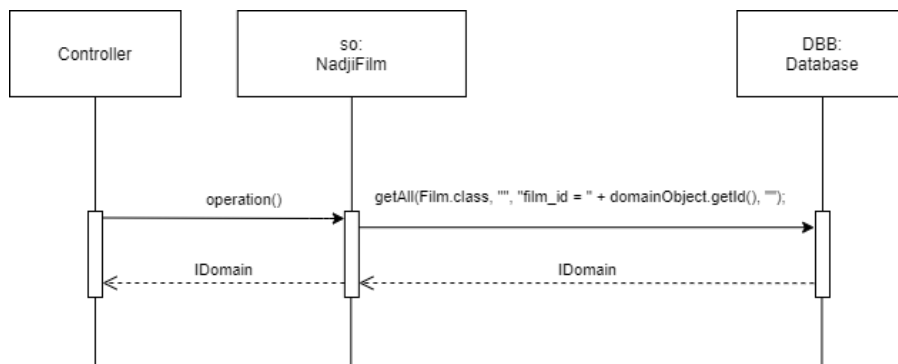 Controller
so:
NadjiFilm
DBB:
Database
operation()
getAll(Film.class, "", "film_id = " + domainObject.getId(), "");
IDomain
IDomain